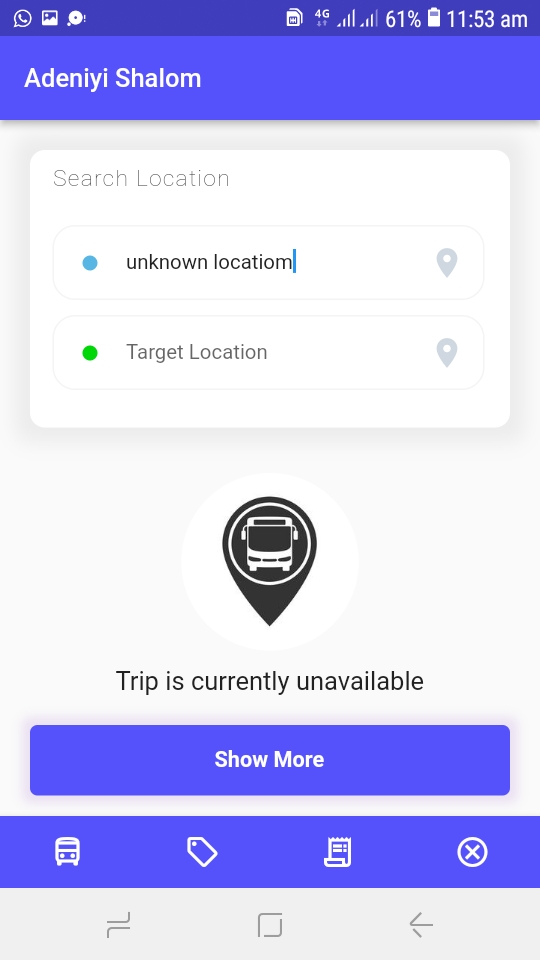 4G 61% 11:53 am
Adeniyi Shalom
Search Location
unknown locatiom
Target Location
Trip is currently unavailable
Show More